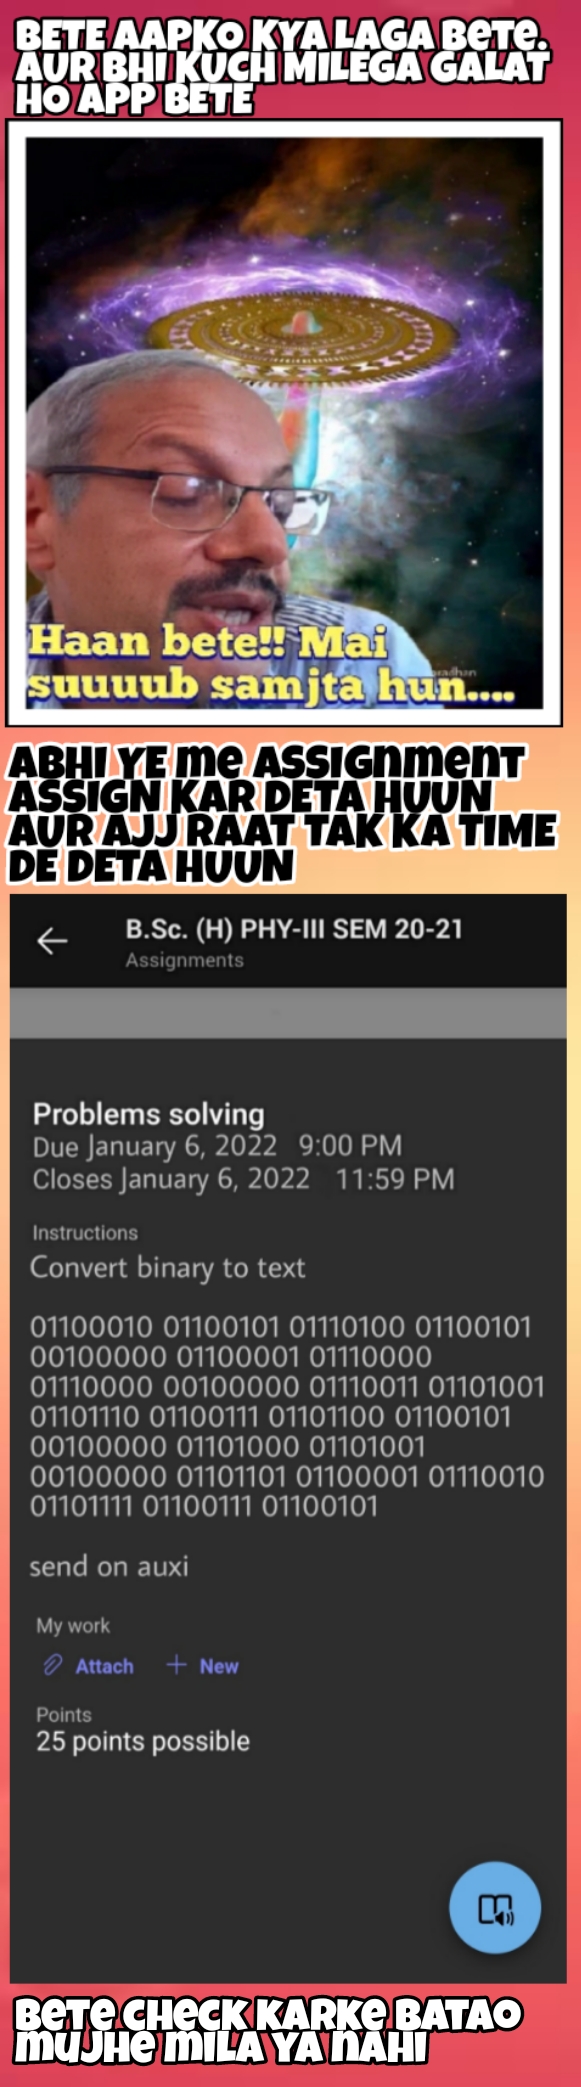 BETE AAPKO KYA LAGA BETE.
AUR BHI KUCH MILEGA GALAT
HO APP BETE
Haan bete!! Mai
suuuub samjta hun....
ABHI YE ME ASSIGNMENT
ASSIGN KAR DETA HUUN
AUR AJJ RAAT TAK KA TIME
DE DETA HUUN
B.Sc. (H) PHY-III SEM 20-21
Assignments
Problems solving
Due January 6, 2022 9:00 PM
Closes January 6, 2022 11:59 PM
Instructions
Convert binary to text
01100010 01100101 01110100 01100101
00100000 01100001 01110000
01110000 00100000 01110011 01101001
01101110 01100111 01101100 01100101
00100000 01101000 01101001
00100000 01101101 01100001 01110010
01101111 01100111 01100101
send on auxi
My work
Attach + New
Points
25 points possible
BETE CHECK KARKE BATAO
MUJHE MILA YA NAHI